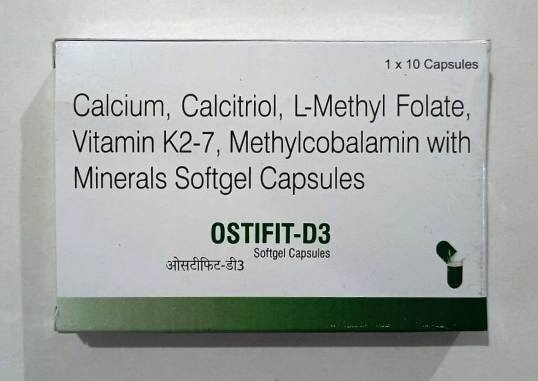 1 x 10 Capsules
Calcium, Calcitriol, L-Methyl Folate,
Vitamin K2-7, Methylcobalamin with
Minerals Softgel Capsules
OSTIFIT-D3
Softgel Capsules
ओसटीफिट-डी3